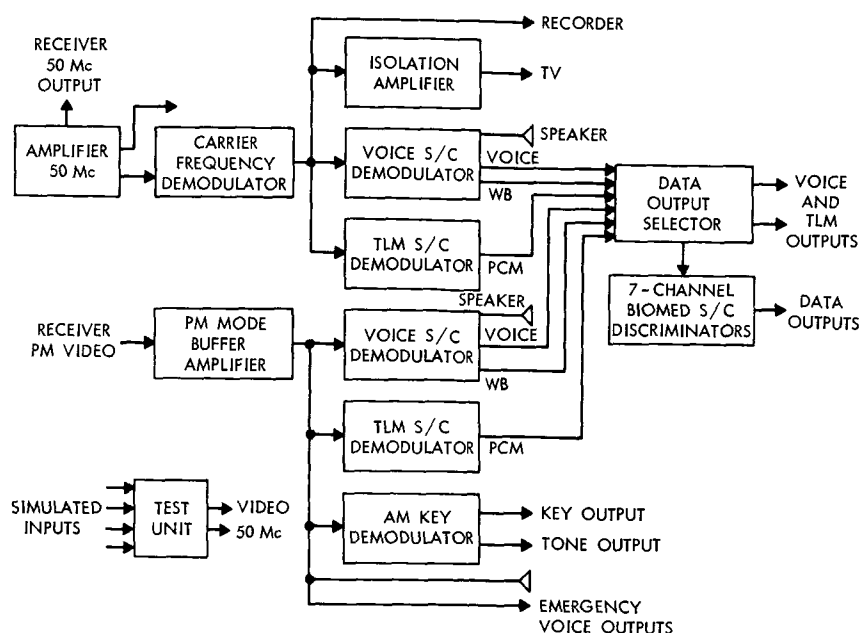 RECORDER
RECEIVER
50 Mc
OUTPUT
ISOLATION
AMPLIFIER
TV
AMPLIFIER
50 Mc
CARRIER
FREQUENCY
DEMODULATOR
VOICE S/C
DEMODULATOR
SPEAKER
VOICE
WB
DATA
OUTPUT
SELECTOR
VOICE
AND
TLM
OUTPUTS
TLM S/C
DEMODULATOR
PCM
7-CHANNEL
BIOMED S/C
DISCRIMINATORS
DATA
OUTPUTS
RECEIVER
PM VIDEO
PM MODE
BUFFER
AMPLIFIER
SPEAKER
VOICE S/C
DEMODULATOR
VOICE
WB
TLM S/C
DEMODULATOR
PCM
SIMULATED
INPUTS
TEST
UNIT
VIDEO
50 Mc
AM KEY
DEMODULATOR
KEY OUTPUT
TONE OUTPUT
EMERGENCY
VOICE OUTPUTS